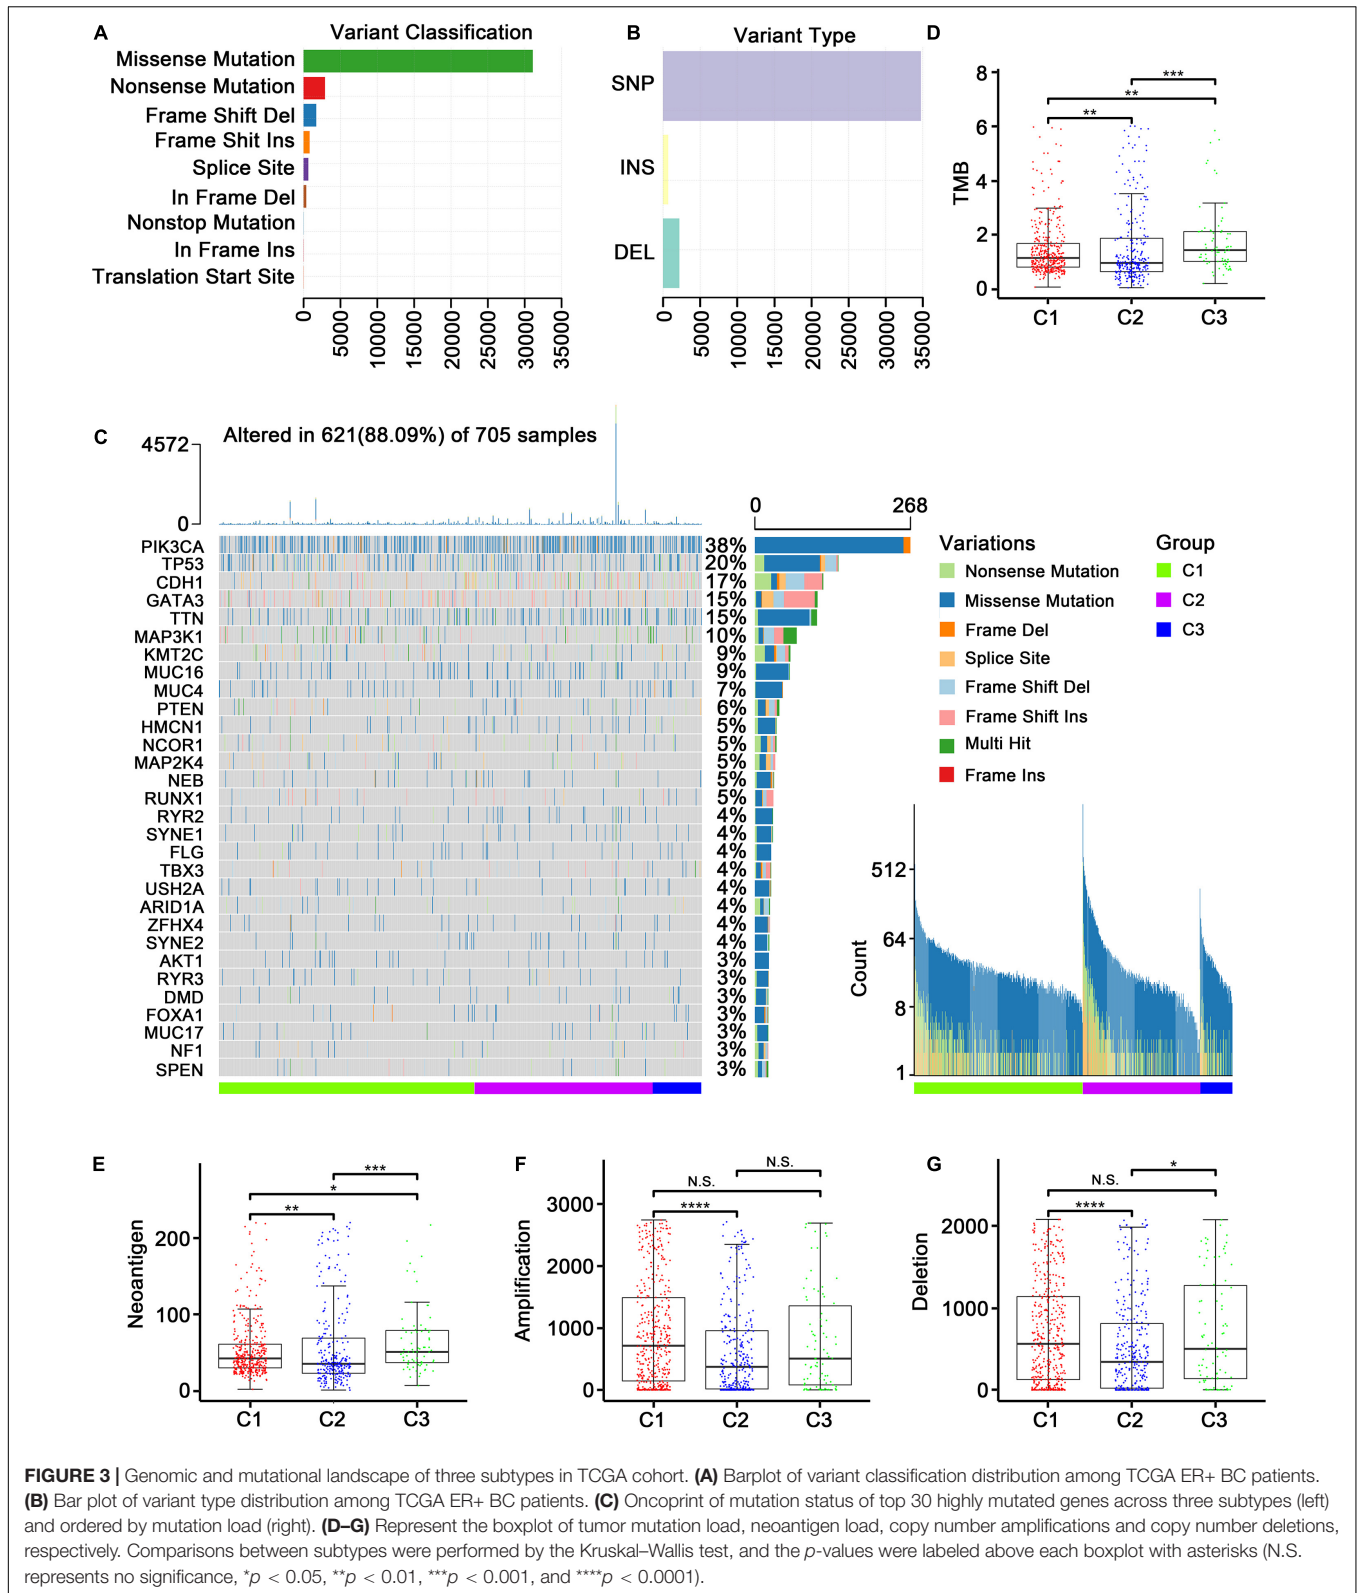 A
Variant Classification
Missense Mutation
Nonsense Mutation
Frame Shift Del
Frame Shit Ins
Splice Site
In Frame Del
Nonstop Mutation
In Frame Ins
Translation Start Site
0 5000 10000 15000 20000 25000 30000 35000
B
Variant Type
SNP
INS
DEL
0 5000 10000 15000 20000 25000 30000 35000
D
TMB
8
6
4
2
0
***
**
**
C1 C2 C3
C
Altered in 621(88.09%) of 705 samples
4572
0
0 268
PIK3CA 38%
TP53 20%
CDH1 17%
GATA3 15%
TTN 15%
MAP3K1 10%
KMT2C 9%
MUC16 9%
MUC4 7%
PTEN 6%
HMCN1 5%
NCOR1 5%
MAP2K4 5%
NEB 5%
RUNX1 5%
RYR2 4%
SYNE1 4%
FLG 4%
TBX3 4%
USH2A 4%
ARID1A 4%
ZFHX4 4%
SYNE2 4%
AKT1 3%
RYR3 3%
DMD 3%
FOXA1 3%
MUC17 3%
NF1 3%
SPEN 3%
Variations
Nonsense Mutation
Missense Mutation
Frame Del
Splice Site
Frame Shift Del
Frame Shift Ins
Multi Hit
Frame Ins
Group
C1
C2
C3
Count
512
64
8
1
E
Neoantigen
200
100
0
***
*
**
C1 C2 C3
F
Amplification
3000
2000
1000
0
N.S.
N.S.
****
C1 C2 C3
G
Deletion
2000
1000
0
*
N.S.
****
C1 C2 C3
FIGURE 3 | Genomic and mutational landscape of three subtypes in TCGA cohort. (A) Barplot of variant classification distribution among TCGA ER+ BC patients.
(B) Bar plot of variant type distribution among TCGA ER+ BC patients. (C) Oncoprint of mutation status of top 30 highly mutated genes across three subtypes (left)
and ordered by mutation load (right). (D–G) Represent the boxplot of tumor mutation load, neoantigen load, copy number amplifications and copy number deletions,
respectively. Comparisons between subtypes were performed by the Kruskal–Wallis test, and the p-values were labeled above each boxplot with asterisks (N.S.
represents no significance, *p < 0.05, **p < 0.01, ***p < 0.001, and ****p < 0.0001).